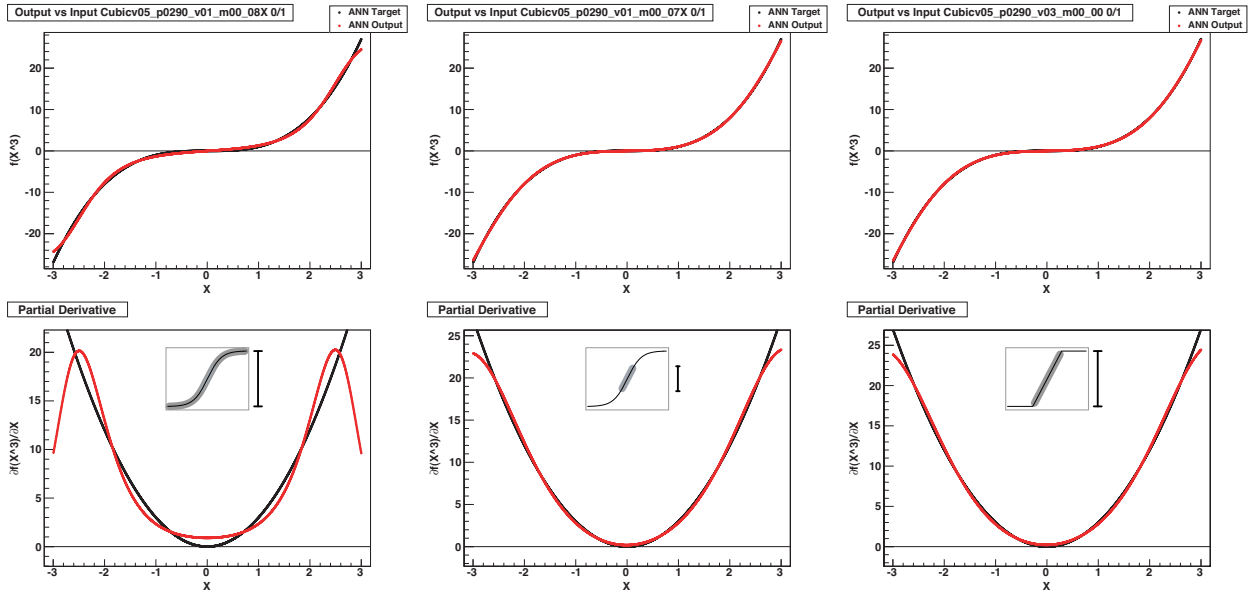 Output vs Input Cubicv05_p0290_v01_m00_08X 0/1
ANN Target
ANN Output
20
10
0
-10
-20
f(X^3)
-3 -2 -1 0 1 2 3
X
Output vs Input Cubicv05_p0290_v01_m00_07X 0/1
ANN Target
ANN Output
20
10
0
-10
-20
f(X^3)
-3 -2 -1 0 1 2 3
X
Output vs Input Cubicv05_p0290_v03_m00_00 0/1
ANN Target
ANN Output
20
10
0
-10
-20
f(X^3)
-3 -2 -1 0 1 2 3
X
Partial Derivative
20
15
10
5
0
∂f(X^3)/∂X
-3 -2 -1 0 1 2 3
X
Partial Derivative
25
20
15
10
5
0
∂f(X^3)/∂X
-3 -2 -1 0 1 2 3
X
Partial Derivative
25
20
15
10
5
0
∂f(X^3)/∂X
-3 -2 -1 0 1 2 3
X